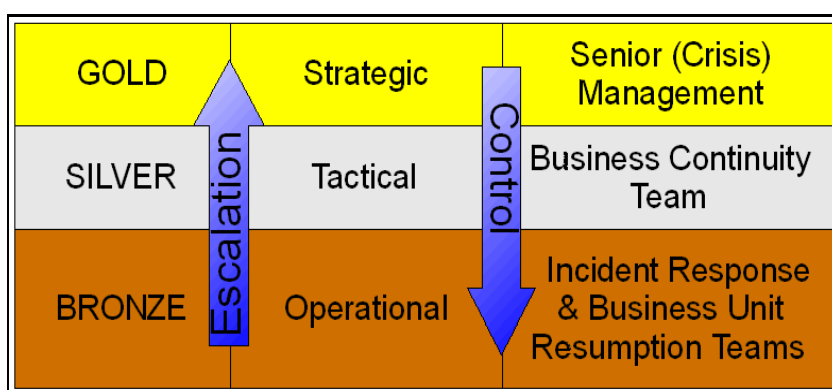 GOLD
Strategic
Senior (Crisis)
Management
SILVER
Tactical
Business Continuity
Team
BRONZE
Operational
Incident Response
& Business Unit
Resumption Teams
Escalation
Control